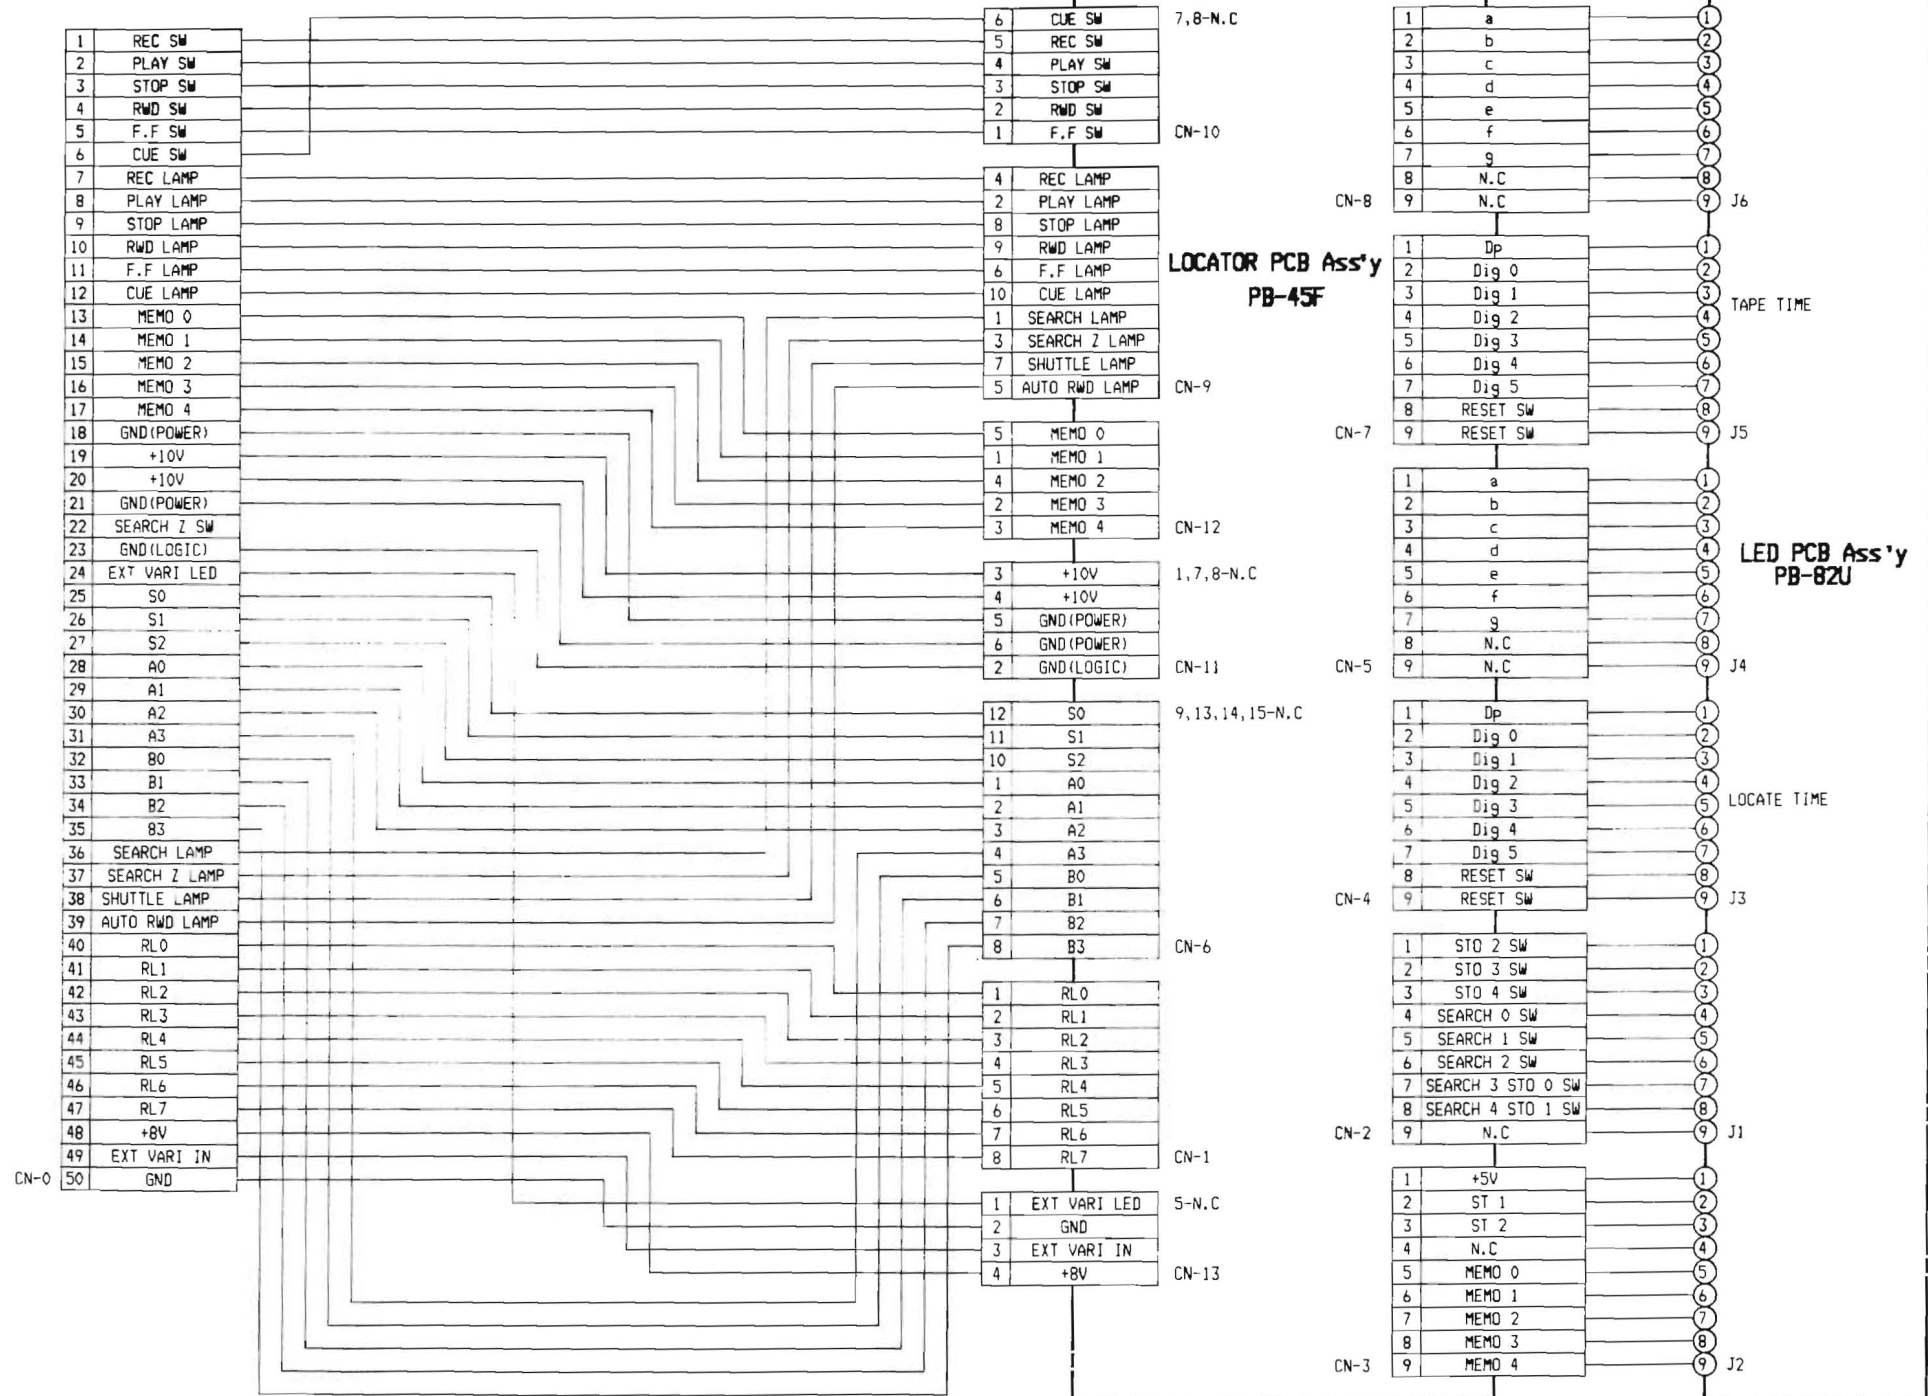 1 REC SW
2 PLAY SW
3 STOP SW
4 RWD SW
5 F.F SW
6 CUE SW
7 REC LAMP
8 PLAY LAMP
9 STOP LAMP
10 RWD LAMP
11 F.F LAMP
12 CUE LAMP
13 MEMO 0
14 MEMO 1
15 MEMO 2
16 MEMO 3
17 MEMO 4
18 GND(POWER)
19 +10V
20 +10V
21 GND(POWER)
22 SEARCH Z SW
23 GND(LOGIC)
24 EXT VARI LED
25 S0
26 S1
27 S2
28 A0
29 A1
30 A2
31 A3
32 B0
33 B1
34 B2
35 B3
36 SEARCH LAMP
37 SEARCH Z LAMP
38 SHUTTLE LAMP
39 AUTO RWD LAMP
40 RL0
41 RL1
42 RL2
43 RL3
44 RL4
45 RL5
46 RL6
47 RL7
48 +8V
49 EXT VARI IN
CN-0 50 GND
6 CUE SW 7,8-N.C
5 REC SW
4 PLAY SW
3 STOP SW
2 RWD SW
1 F.F SW CN-10
4 REC LAMP
2 PLAY LAMP
8 STOP LAMP
9 RWD LAMP
6 F.F LAMP
10 CUE LAMP
1 SEARCH LAMP
3 SEARCH Z LAMP
7 SHUTTLE LAMP
5 AUTO RWD LAMP CN-9
5 MEMO 0
1 MEMO 1
4 MEMO 2
2 MEMO 3
3 MEMO 4 CN-12
3 +10V 1,7,8-N.C
4 +10V
5 GND(POWER)
6 GND(POWER)
2 GND(LOGIC) CN-11
12 S0 9,13,14,15-N.C
11 S1
10 S2
1 A0
2 A1
3 A2
4 A3
5 B0
6 B1
7 B2
8 B3 CN-6
1 RL0
2 RL1
3 RL2
4 RL3
5 RL4
6 RL5
7 RL6
8 RL7 CN-1
1 EXT VARI LED 5-N.C
2 GND
3 EXT VARI IN
4 +8V CN-13
LOCATOR PCB Ass'y
PB-45F
1 a 1
2 b 2
3 c 3
4 d 4
5 e 5
6 f 6
7 g 7
8 N.C 8
CN-8 9 N.C 9 J6
1 Dp 1
2 Dig 0 2
3 Dig 1 3
TAPE TIME
4 Dig 2 4
5 Dig 3 5
6 Dig 4 6
7 Dig 5 7
8 RESET SW 8
CN-7 9 RESET SW 9 J5
1 a 1
2 b 2
3 c 3
4 d 4
5 e 5
6 f 6
7 g 7
8 N.C 8
CN-5 9 N.C 9 J4
LED PCB Ass'y
PB-82U
1 Dp 1
2 Dig 0 2
3 Dig 1 3
4 Dig 2 4
5 Dig 3 5 LOCATE TIME
6 Dig 4 6
7 Dig 5 7
8 RESET SW 8
CN-4 9 RESET SW 9 J3
1 STO 2 SW 1
2 STO 3 SW 2
3 STO 4 SW 3
4 SEARCH 0 SW 4
5 SEARCH 1 SW 5
6 SEARCH 2 SW 6
7 SEARCH 3 STO 0 SW 7
8 SEARCH 4 STO 1 SW 8
CN-2 9 N.C 9 J1
1 +5V 1
2 ST 1 2
3 ST 2 3
4 N.C 4
5 MEMO 0 5
6 MEMO 1 6
7 MEMO 2 7
8 MEMO 3 8
CN-3 9 MEMO 4 9 J2